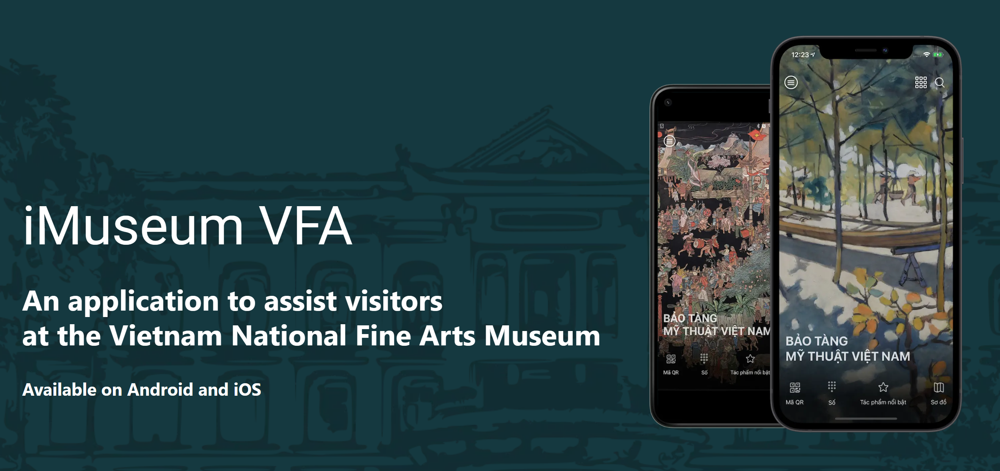 iMuseum VFA
An application to assist visitors
at the Vietnam National Fine Arts Museum
Available on Android and iOS
BẢO TÀNG
MỸ THUẬT VIỆT NAM
Mã QR
Số
Tác phẩm nổi bật
12:23
BẢO TÀNG
MỸ THUẬT VIỆT NAM
Mã QR
Số
Tác phẩm nổi bật
Sơ đồ